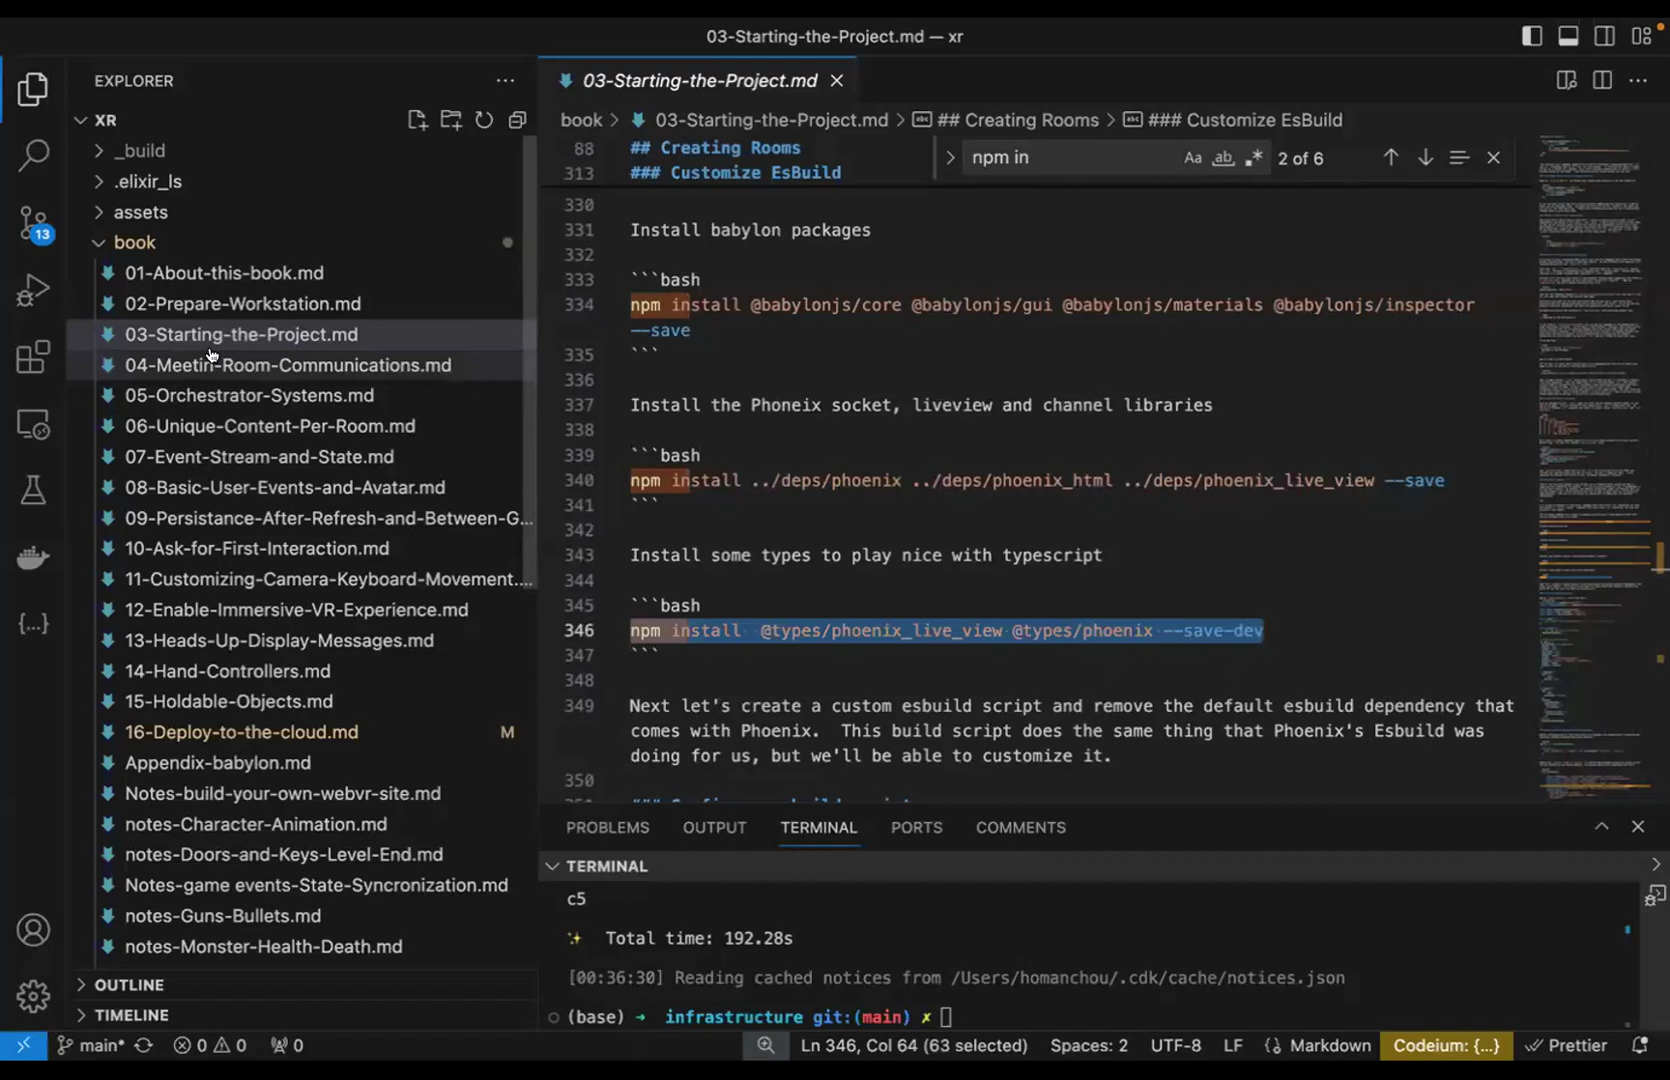 03-Starting-the-Project.md — xr
EXPLORER
XR
_build
.elixir_ls
assets
book
01-About-this-book.md
02-Prepare-Workstation.md
03-Starting-the-Project.md
04-Meetin-Room-Communications.md
05-Orchestrator-Systems.md
06-Unique-Content-Per-Room.md
07-Event-Stream-and-State.md
08-Basic-User-Events-and-Avatar.md
09-Persistance-After-Refresh-and-Between-G...
10-Ask-for-First-Interaction.md
11-Customizing-Camera-Keyboard-Movement....
12-Enable-Immersive-VR-Experience.md
13-Heads-Up-Display-Messages.md
14-Hand-Controllers.md
15-Holdable-Objects.md
16-Deploy-to-the-cloud.md M
Appendix-babylon.md
Notes-build-your-own-webvr-site.md
notes-Character-Animation.md
notes-Doors-and-Keys-Level-End.md
Notes-game events-State-Syncronization.md
notes-Guns-Bullets.md
notes-Monster-Health-Death.md
OUTLINE
TIMELINE
13
03-Starting-the-Project.md
book > 03-Starting-the-Project.md > ## Creating Rooms > ### Customize EsBuild
npm in Aa ab 2 of 6
88 ## Creating Rooms
313 ### Customize EsBuild
330
331 Install babylon packages
332
333 ```bash
334 npm install @babylonjs/core @babylonjs/gui @babylonjs/materials @babylonjs/inspector
--save
335 ```
336
337 Install the Phoneix socket, liveview and channel libraries
338
339 ```bash
340 npm install ../deps/phoenix ../deps/phoenix_html ../deps/phoenix_live_view --save
341 ```
342
343 Install some types to play nice with typescript
344
345 ```bash
346 npm install  @types/phoenix_live_view @types/phoenix --save-dev
347 ```
348
349 Next let's create a custom esbuild script and remove the default esbuild dependency that
comes with Phoenix.  This build script does the same thing that Phoenix's Esbuild was
doing for us, but we'll be able to customize it.
350
PROBLEMS OUTPUT TERMINAL PORTS COMMENTS
TERMINAL
c5
✨ Total time: 192.28s
[00:36:30] Reading cached notices from /Users/homanchou/.cdk/cache/notices.json
(base) ➜ infrastructure git:(main) ✗
main* 0 0 0 Ln 346, Col 64 (63 selected) Spaces: 2 UTF-8 LF Markdown Codeium: {...} Prettier